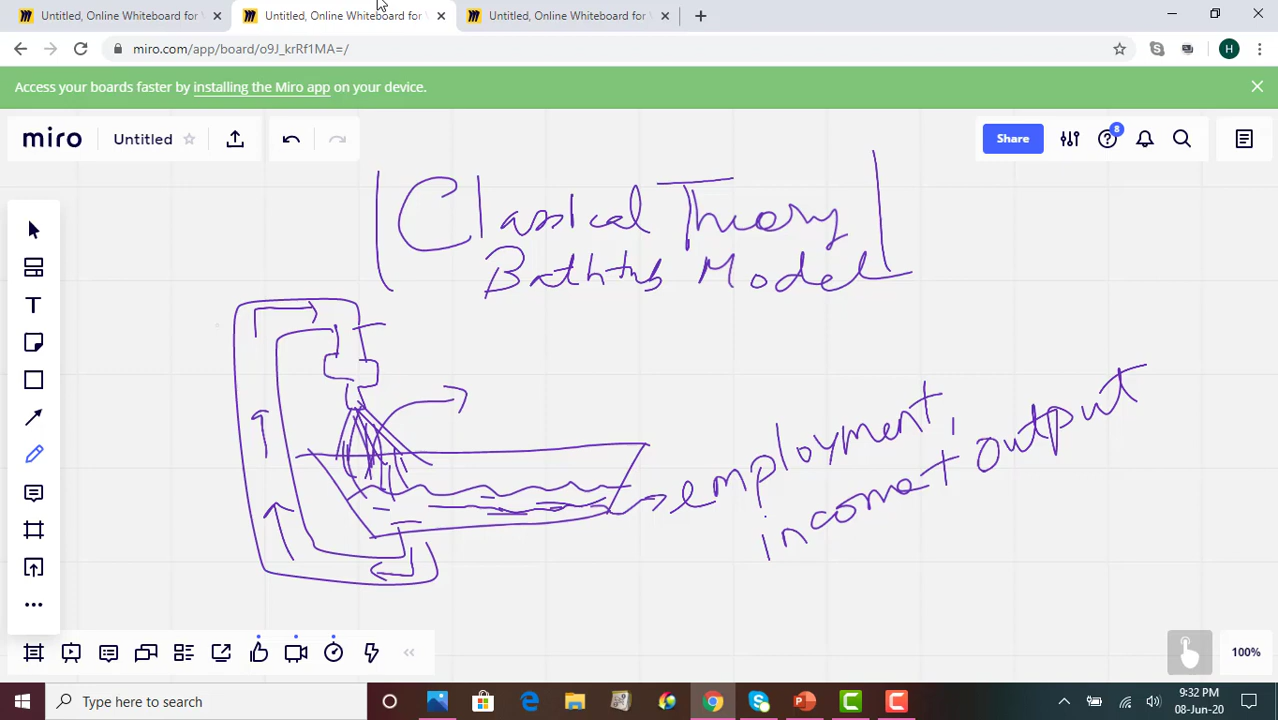 Untitled, Online Whiteboard for
Untitled, Online Whiteboard for
Untitled, Online Whiteboard for
miro.com/app/board/o9J_krRf1MA=/
H
Access your boards faster by installing the Miro app on your device.
miro
Untitled
Share
8
Classical Theory
Bathtub Model
employment,
income + output
T
100%
Type here to search
9:32 PM
08-Jun-20